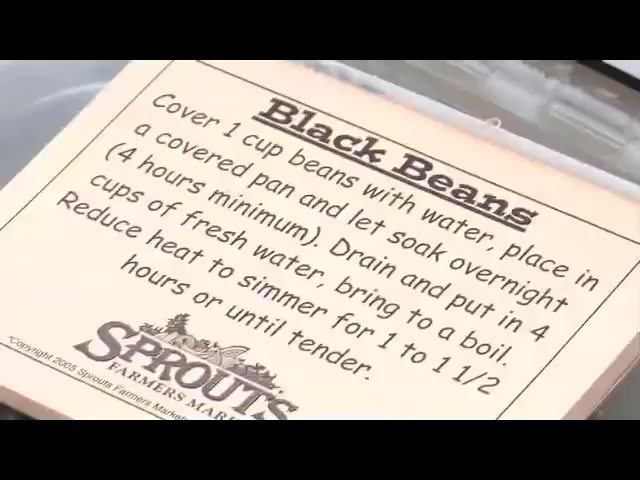 Black Beans
Cover 1 cup beans with water, place in
a covered pan and let soak overnight
(4 hours minimum). Drain and put in 4
cups of fresh water, bring to a boil.
Reduce heat to simmer for 1 to 1 1/2
hours or until tender.
SPROUTS
FARMERS
*Copyright 2005 Sprouts Farmers